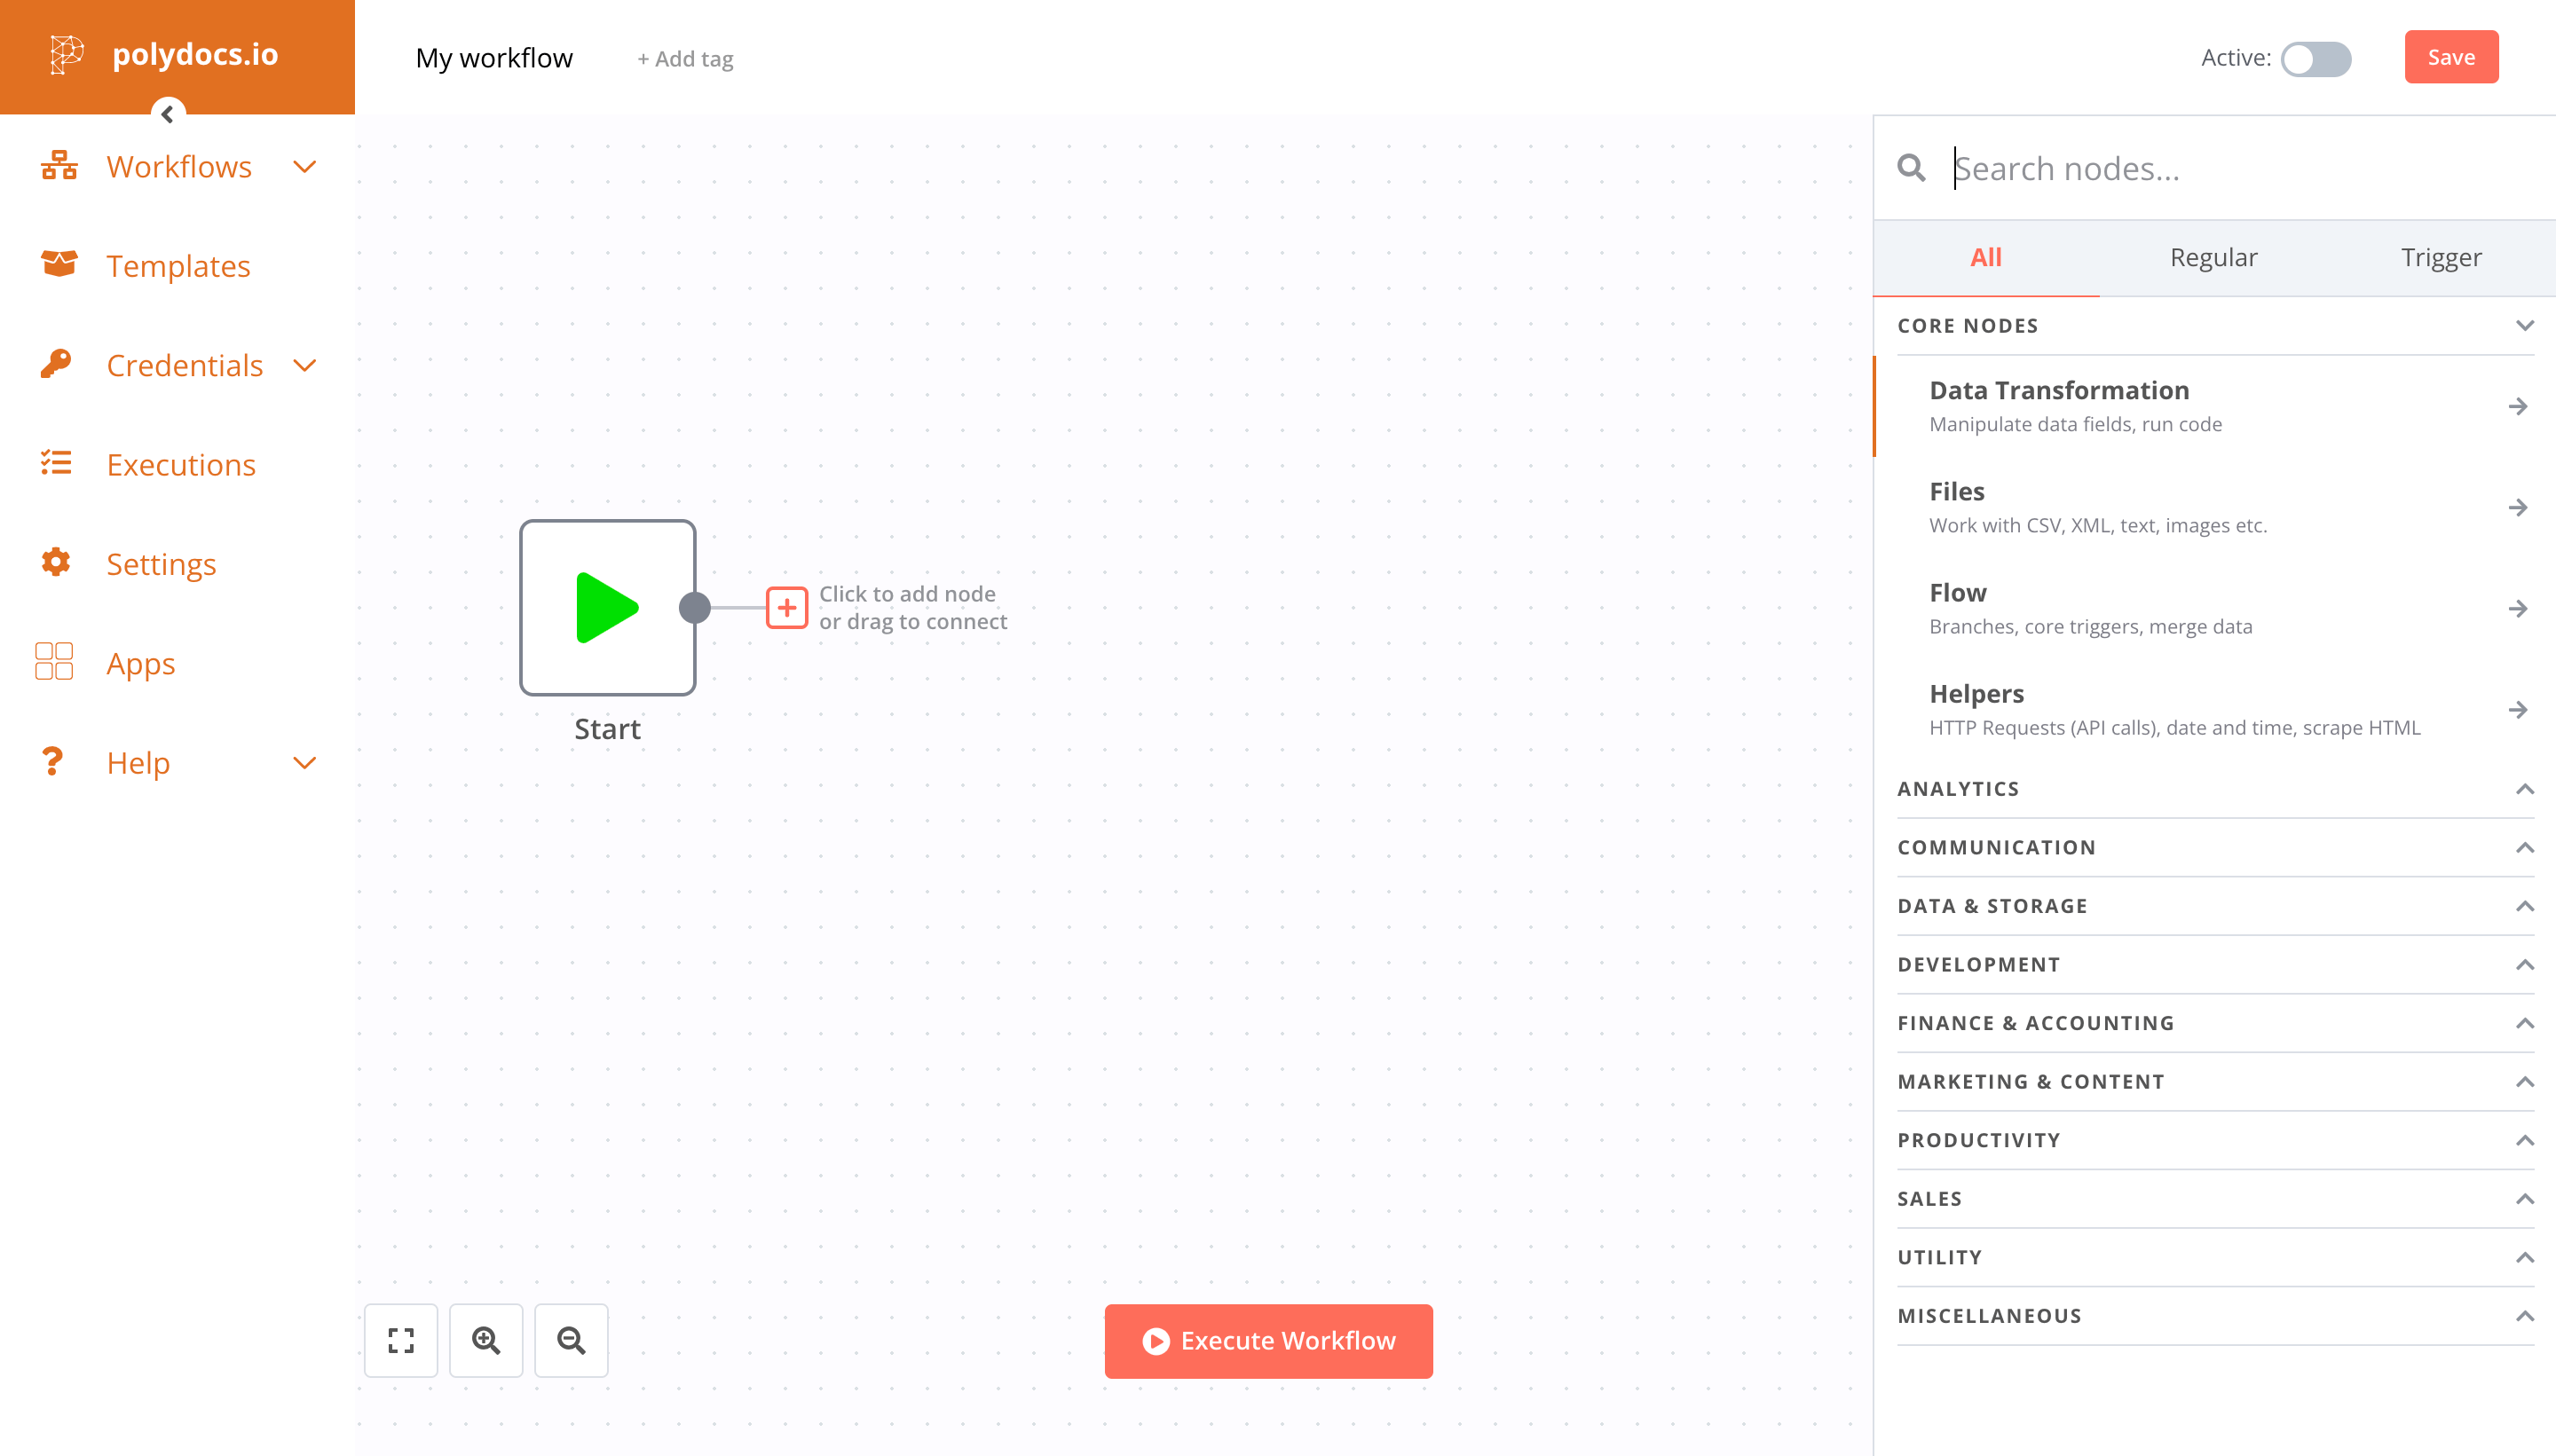 polydocs.io
My workflow
+ Add tag
Active:
Save
Workflows
Templates
Credentials
Executions
Settings
Apps
Help
Start
Click to add node
or drag to connect
Execute Workflow
Search nodes...
All
Regular
Trigger
CORE NODES
Data Transformation
Manipulate data fields, run code
Files
Work with CSV, XML, text, images etc.
Flow
Branches, core triggers, merge data
Helpers
HTTP Requests (API calls), date and time, scrape HTML
ANALYTICS
COMMUNICATION
DATA & STORAGE
DEVELOPMENT
FINANCE & ACCOUNTING
MARKETING & CONTENT
PRODUCTIVITY
SALES
UTILITY
MISCELLANEOUS